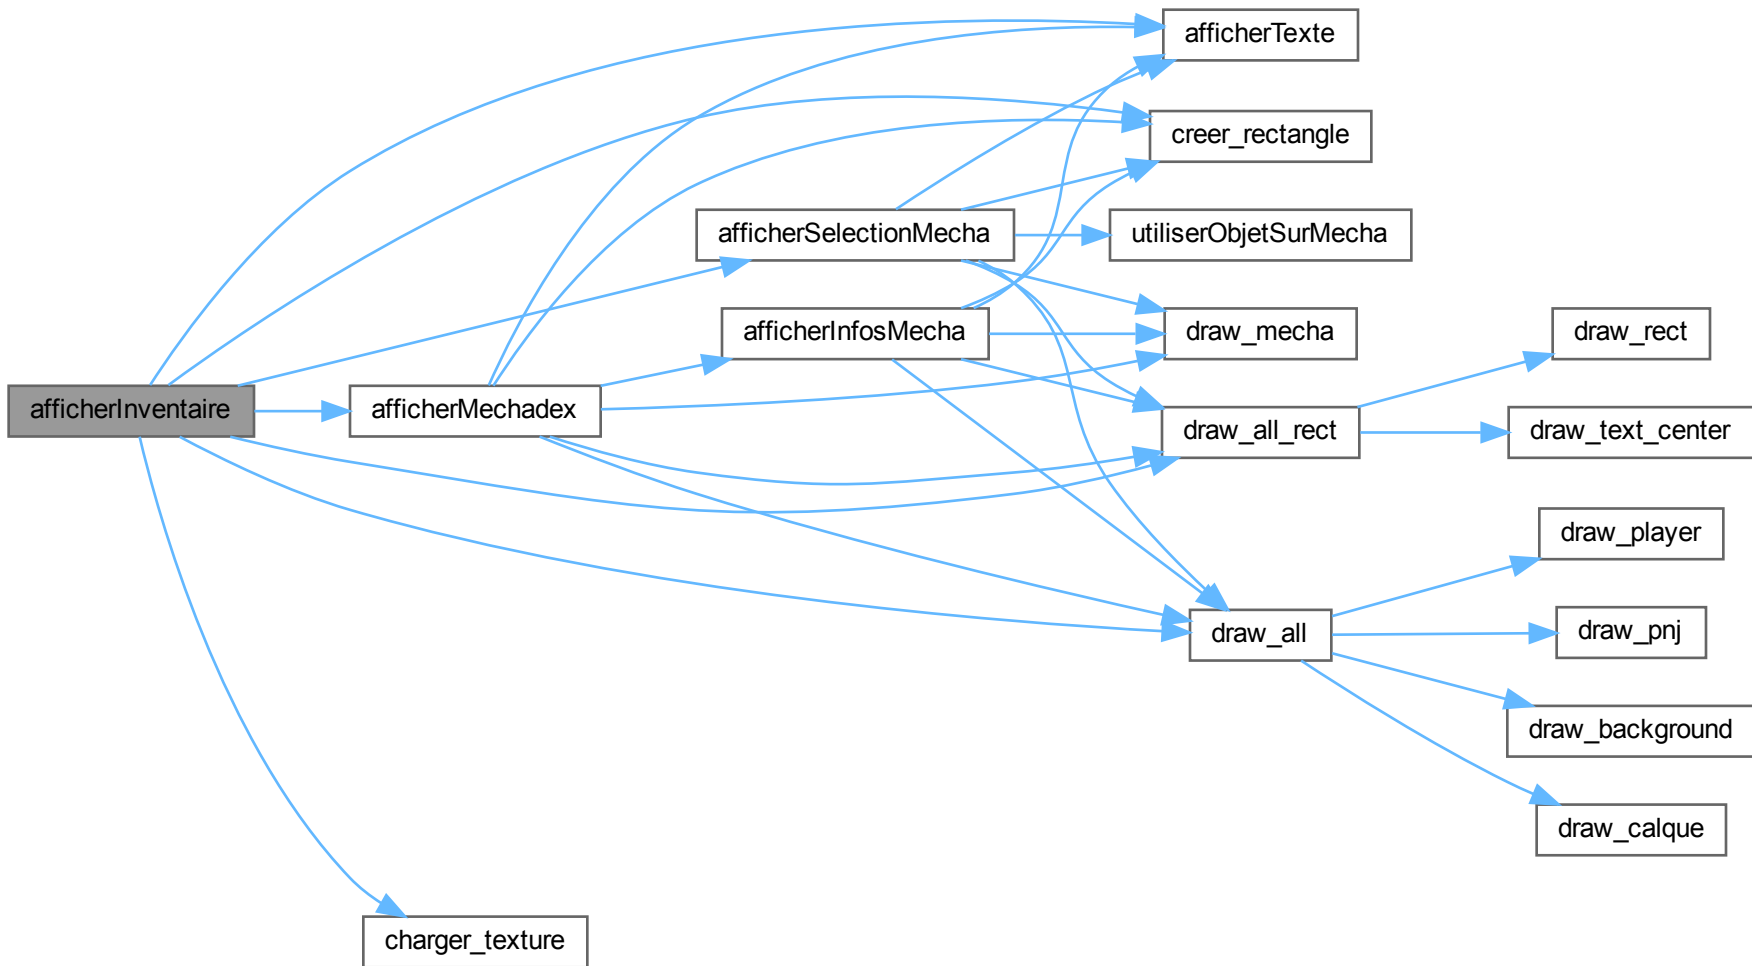 afficherTexte
creer_rectangle
afficherSelectionMecha
utiliserObjetSurMecha
afficherInfosMecha
draw_mecha
draw_rect
afficherInventaire
afficherMechadex
draw_all_rect
draw_text_center
draw_player
draw_all
draw_pnj
draw_background
draw_calque
charger_texture